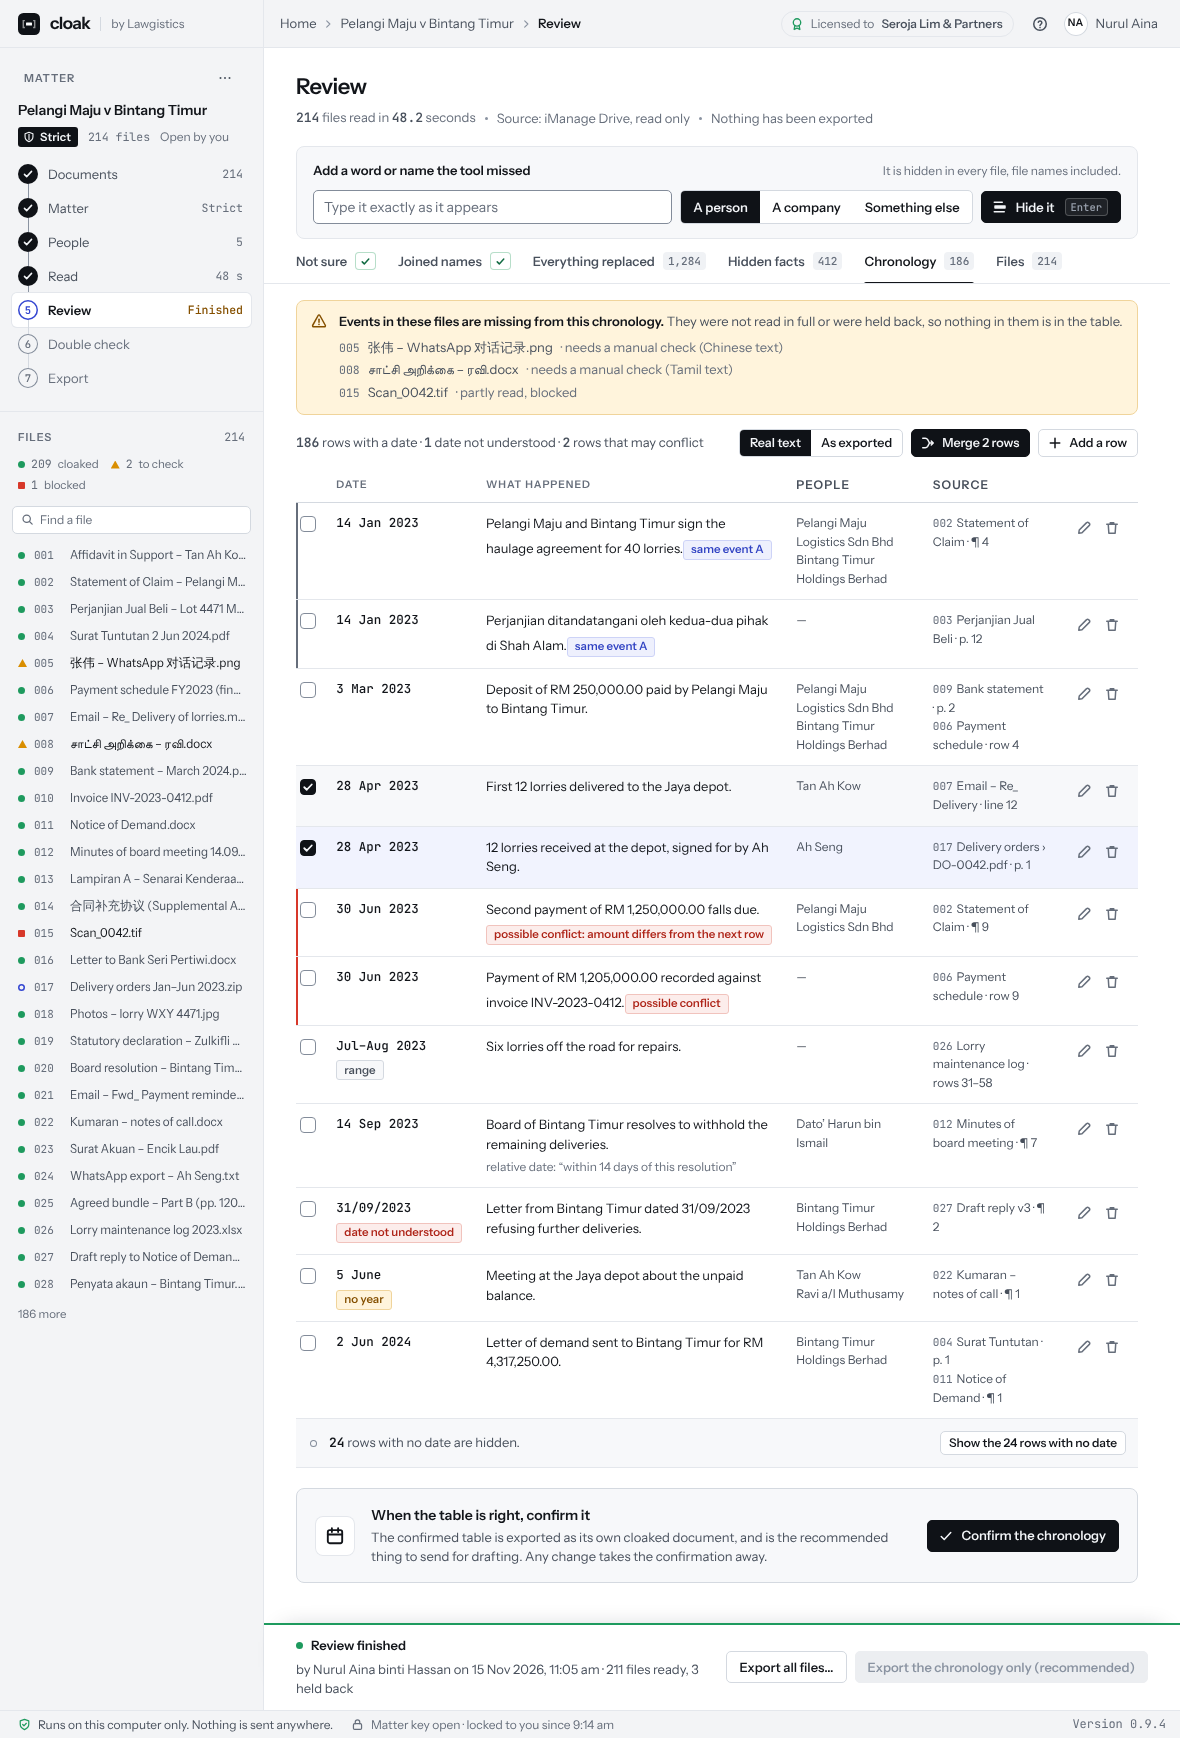 cloak by Lawgistics
Home > Pelangi Maju v Bintang Timur > Review
Licensed to Seroja Lim & Partners
NA Nurul Aina
MATTER ...
Pelangi Maju v Bintang Timur
Strict 214 files Open by you
Documents 214
Matter Strict
People 5
Read 48 s
5 Review Finished
6 Double check
7 Export
FILES 214
209 cloaked 2 to check
1 blocked
Find a file
001 Affidavit in Support – Tan Ah Ko...
002 Statement of Claim – Pelangi M...
003 Perjanjian Jual Beli – Lot 4471 M...
004 Surat Tuntutan 2 Jun 2024.pdf
005 张伟 – WhatsApp 对话记录.png
006 Payment schedule FY2023 (fin...
007 Email – Re_ Delivery of lorries.m...
008 சாட்சி அறிக்கை – ரவி.docx
009 Bank statement – March 2024.p...
010 Invoice INV-2023-0412.pdf
011 Notice of Demand.docx
012 Minutes of board meeting 14.09...
013 Lampiran A – Senarai Kenderaa...
014 合同补充协议 (Supplemental A...
015 Scan_0042.tif
016 Letter to Bank Seri Pertiwi.docx
017 Delivery orders Jan–Jun 2023.zip
018 Photos – lorry WXY 4471.jpg
019 Statutory declaration – Zulkifli ...
020 Board resolution – Bintang Tim...
021 Email – Fwd_ Payment reminde...
022 Kumaran – notes of call.docx
023 Surat Akuan – Encik Lau.pdf
024 WhatsApp export – Ah Seng.txt
025 Agreed bundle – Part B (pp. 120...
026 Lorry maintenance log 2023.xlsx
027 Draft reply to Notice of Deman...
028 Penyata akaun – Bintang Timur....
186 more
Review
214 files read in 48.2 seconds • Source: iManage Drive, read only • Nothing has been exported
Add a word or name the tool missed
It is hidden in every file, file names included.
Type it exactly as it appears
A person A company Something else
Hide it Enter
Not sure Joined names Everything replaced 1,284 Hidden facts 412 Chronology 186 Files 214
Events in these files are missing from this chronology. They were not read in full or were held back, so nothing in them is in the table.
005 张伟 – WhatsApp 对话记录.png · needs a manual check (Chinese text)
008 சாட்சி அறிக்கை – ரவி.docx · needs a manual check (Tamil text)
015 Scan_0042.tif · partly read, blocked
186 rows with a date · 1 date not understood · 2 rows that may conflict
Real text As exported Merge 2 rows Add a row
DATE WHAT HAPPENED PEOPLE SOURCE
14 Jan 2023
Pelangi Maju and Bintang Timur sign the
haulage agreement for 40 lorries. same event A
Pelangi Maju
Logistics Sdn Bhd
Bintang Timur
Holdings Berhad
002 Statement of
Claim · ¶ 4
14 Jan 2023
Perjanjian ditandatangani oleh kedua-dua pihak
di Shah Alam. same event A
—
003 Perjanjian Jual
Beli · p. 12
3 Mar 2023
Deposit of RM 250,000.00 paid by Pelangi Maju
to Bintang Timur.
Pelangi Maju
Logistics Sdn Bhd
Bintang Timur
Holdings Berhad
009 Bank statement
· p. 2
006 Payment
schedule · row 4
28 Apr 2023
First 12 lorries delivered to the Jaya depot.
Tan Ah Kow
007 Email – Re_
Delivery · line 12
28 Apr 2023
12 lorries received at the depot, signed for by Ah
Seng.
Ah Seng
017 Delivery orders ›
DO-0042.pdf · p. 1
30 Jun 2023
Second payment of RM 1,250,000.00 falls due.
possible conflict: amount differs from the next row
Pelangi Maju
Logistics Sdn Bhd
002 Statement of
Claim · ¶ 9
30 Jun 2023
Payment of RM 1,205,000.00 recorded against
invoice INV-2023-0412. possible conflict
—
006 Payment
schedule · row 9
Jul–Aug 2023
range
Six lorries off the road for repairs.
—
026 Lorry
maintenance log ·
rows 31–58
14 Sep 2023
Board of Bintang Timur resolves to withhold the
remaining deliveries.
relative date: “within 14 days of this resolution”
Dato’ Harun bin
Ismail
012 Minutes of
board meeting · ¶ 7
31/09/2023
date not understood
Letter from Bintang Timur dated 31/09/2023
refusing further deliveries.
Bintang Timur
Holdings Berhad
027 Draft reply v3 · ¶
2
5 June
no year
Meeting at the Jaya depot about the unpaid
balance.
Tan Ah Kow
Ravi a/l Muthusamy
022 Kumaran –
notes of call · ¶ 1
2 Jun 2024
Letter of demand sent to Bintang Timur for RM
4,317,250.00.
Bintang Timur
Holdings Berhad
004 Surat Tuntutan ·
p. 1
011 Notice of
Demand · ¶ 1
24 rows with no date are hidden.
Show the 24 rows with no date
When the table is right, confirm it
The confirmed table is exported as its own cloaked document, and is the recommended
thing to send for drafting. Any change takes the confirmation away.
Confirm the chronology
Review finished
by Nurul Aina binti Hassan on 15 Nov 2026, 11:05 am · 211 files ready, 3
held back
Export all files...
Export the chronology only (recommended)
Runs on this computer only. Nothing is sent anywhere.
Matter key open · locked to you since 9:14 am
Version 0.9.4